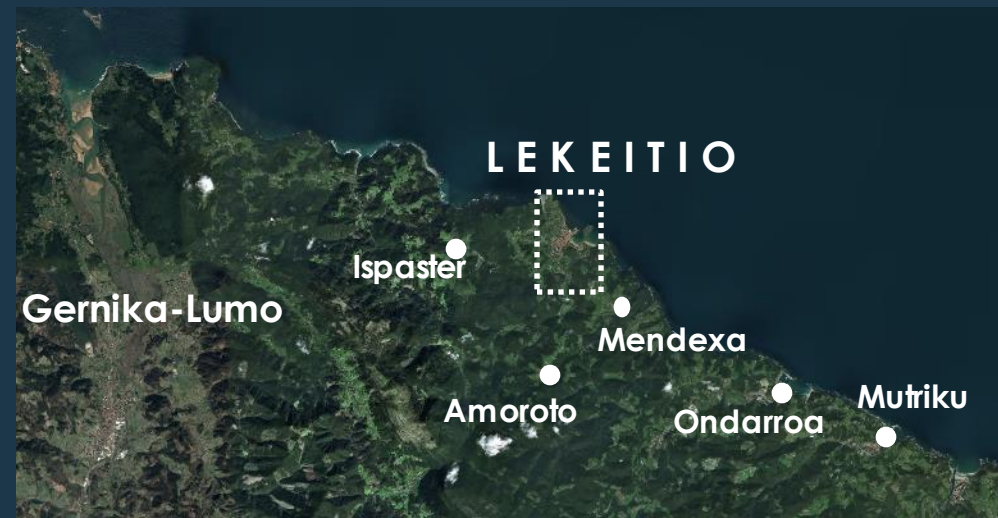 LEKEITIO
Ispaster
Gernika-Lumo
Mendexa
Amoroto
Ondarroa
Mutriku